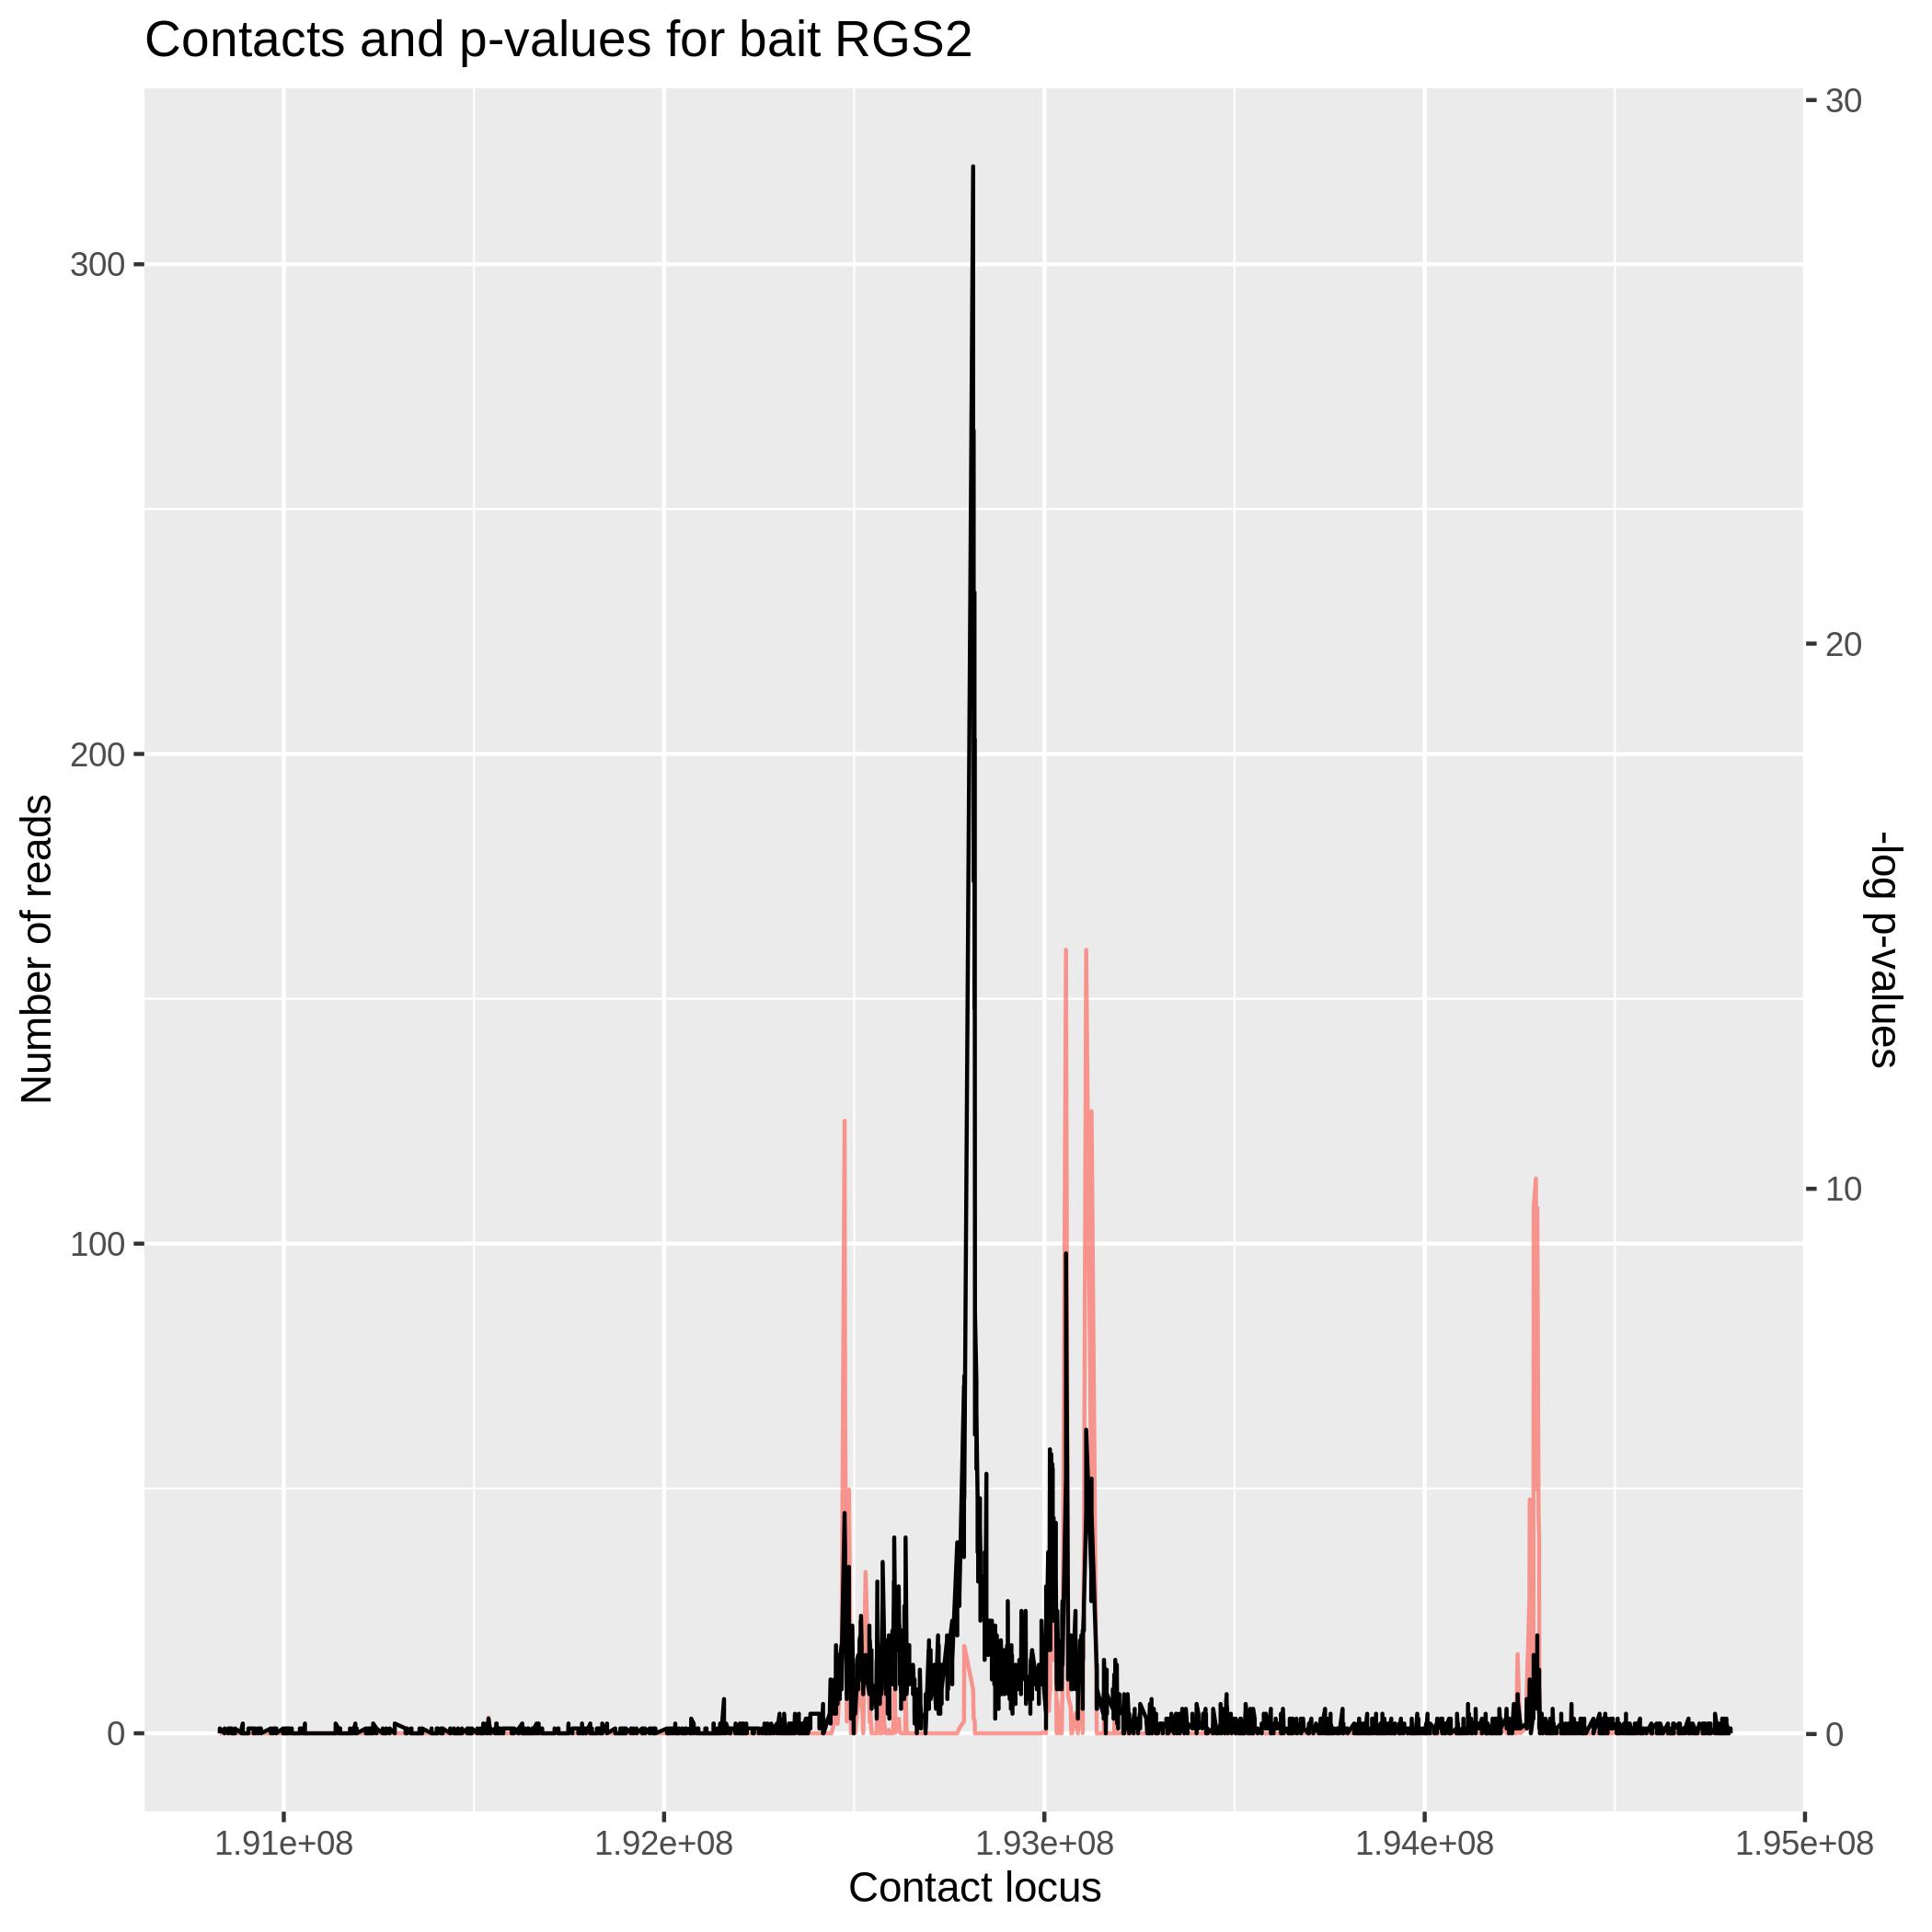 Contacts and p-values for bait RGS2
30
300
20
200
Number of reads
-log p-values
10
100
0
0
1.91e+08
1.92e+08
1.93e+08
1.94e+08
1.95e+08
Contact locus